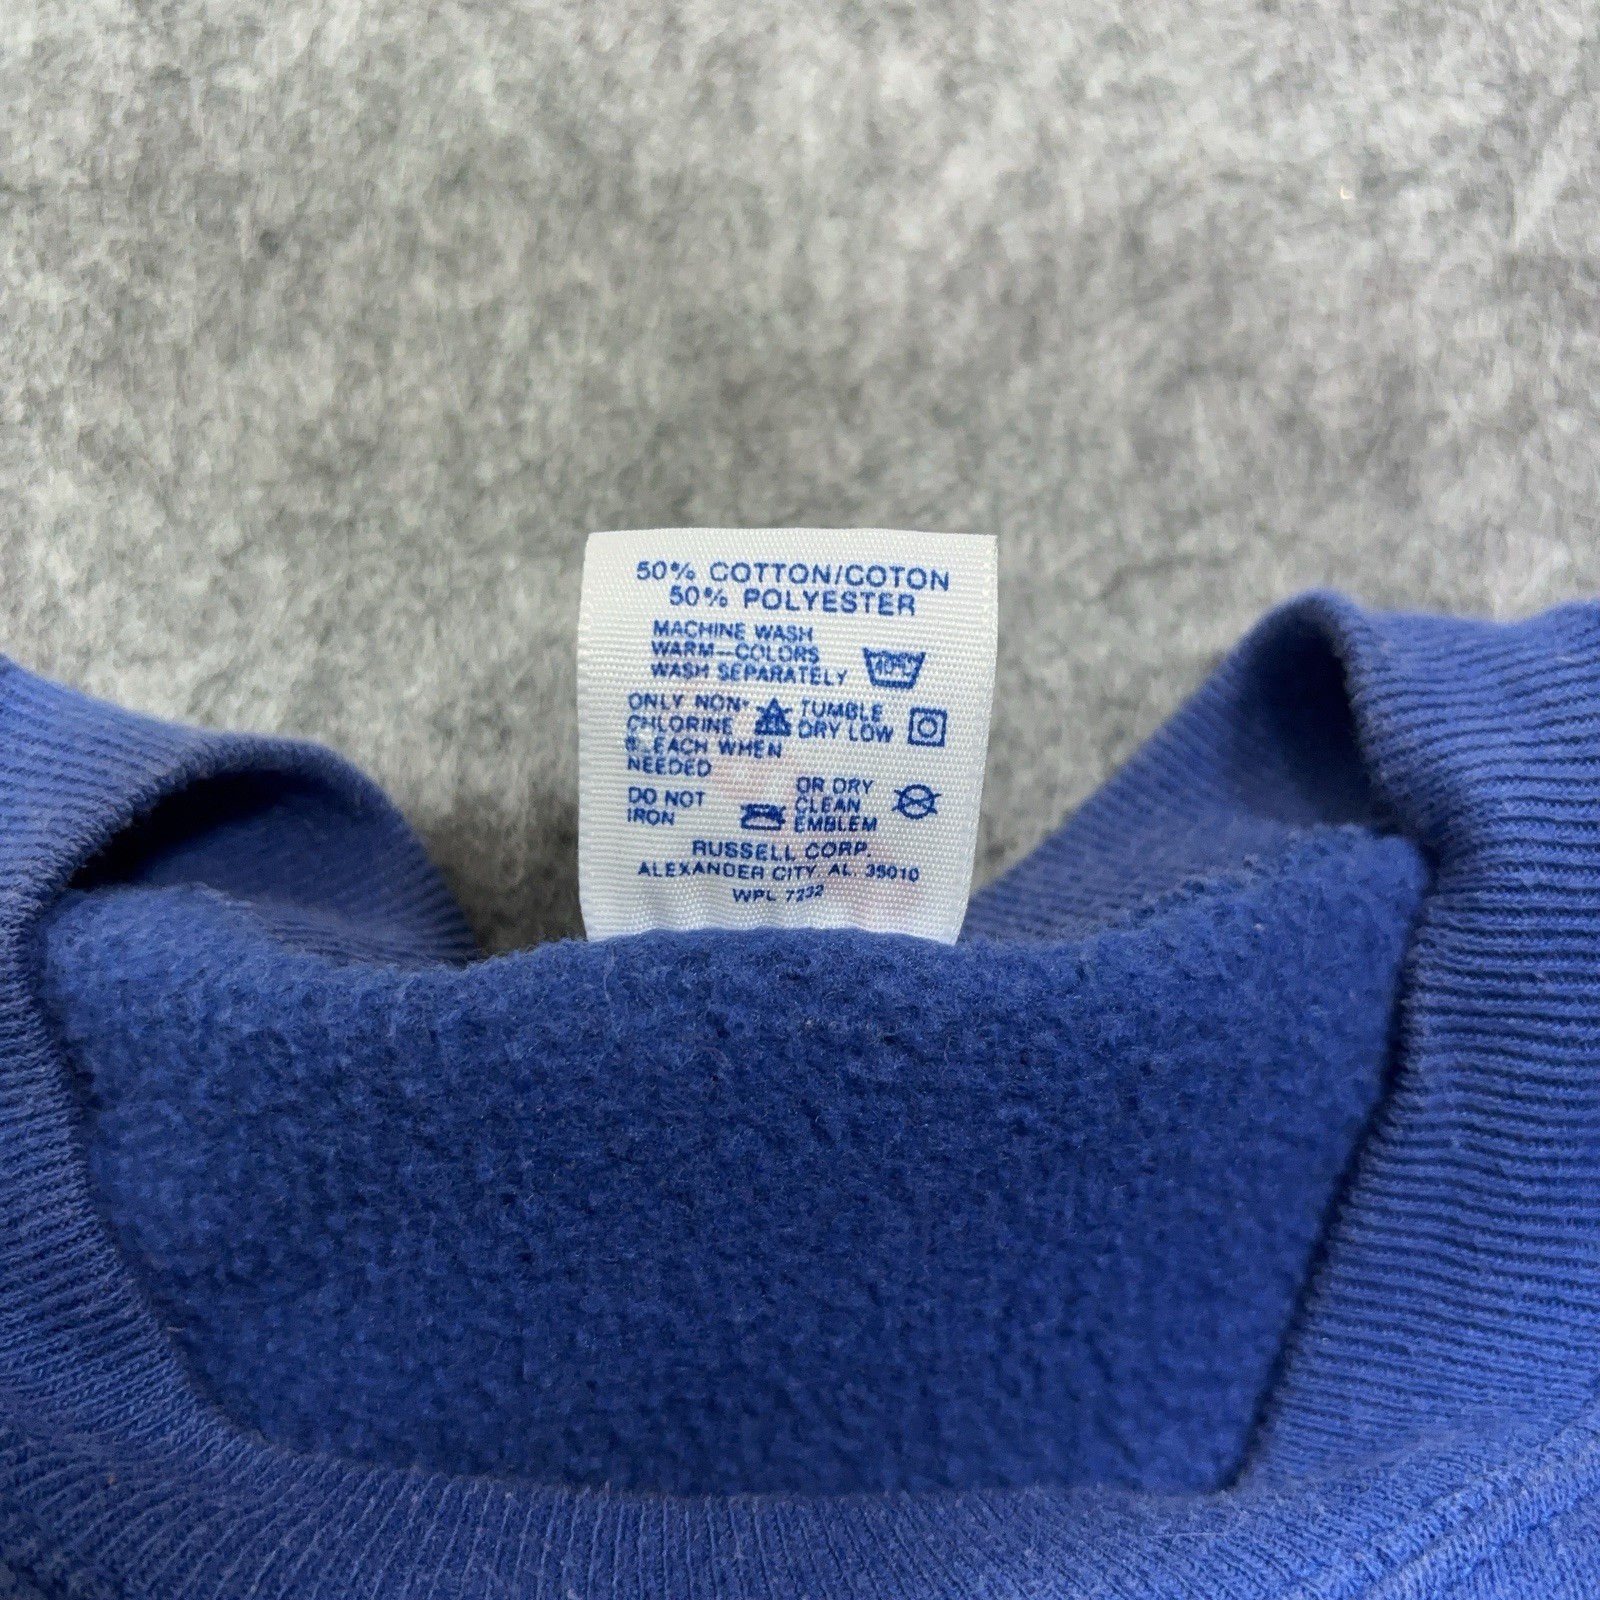 50% COTTON/COTON
50% POLYESTER
MACHINE WASH
WARM—COLORS
WASH SEPARATELY
40°C
ONLY NON-
CHLORINE
BLEACH WHEN
NEEDED
TUMBLE
DRY LOW
DO NOT
IRON
OR DRY
CLEAN
EMBLEM
RUSSELL CORP.
ALEXANDER CITY, AL. 35010
WPL 7232